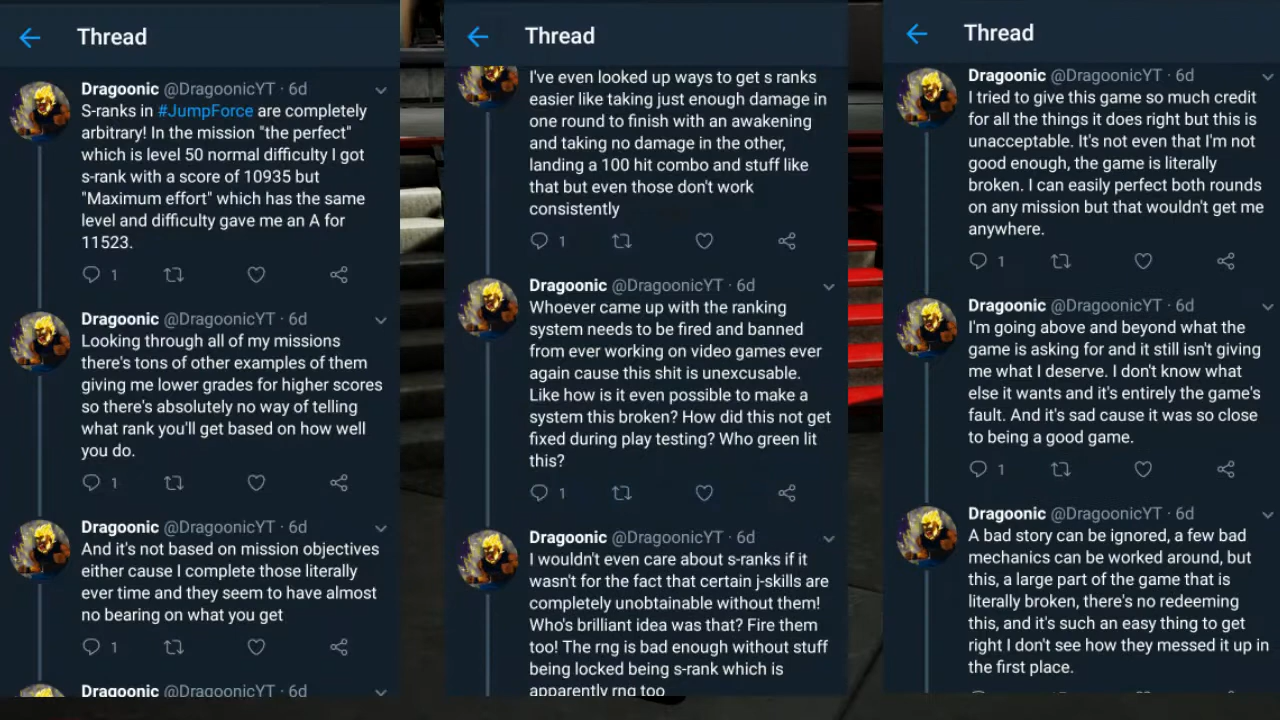 Thread
Dragoonic @DragoonicYT · 6d
S-ranks in #JumpForce are completely
arbitrary! In the mission "the perfect"
which is level 50 normal difficulty I got
s-rank with a score of 10935 but
"Maximum effort" which has the same
level and difficulty gave me an A for
11523.
1
Dragoonic @DragoonicYT · 6d
Looking through all of my missions
there's tons of other examples of them
giving me lower grades for higher scores
so there's absolutely no way of telling
what rank you'll get based on how well
you do.
1
Dragoonic @DragoonicYT · 6d
And it's not based on mission objectives
either cause I complete those literally
ever time and they seem to have almost
no bearing on what you get
1
Dragoonic @DragoonicYT · 6d
Thread
I've even looked up ways to get s ranks
easier like taking just enough damage in
one round to finish with an awakening
and taking no damage in the other,
landing a 100 hit combo and stuff like
that but even those don't work
consistently
1
Dragoonic @DragoonicYT · 6d
Whoever came up with the ranking
system needs to be fired and banned
from ever working on video games ever
again cause this shit is unexcusable.
Like how is it even possible to make a
system this broken? How did this not get
fixed during play testing? Who green lit
this?
1
Dragoonic @DragoonicYT · 6d
I wouldn't even care about s-ranks if it
wasn't for the fact that certain j-skills are
completely unobtainable without them!
Who's brilliant idea was that? Fire them
too! The rng is bad enough without stuff
being locked being s-rank which is
apparently rng too
Thread
Dragoonic @DragoonicYT · 6d
I tried to give this game so much credit
for all the things it does right but this is
unacceptable. It's not even that I'm not
good enough, the game is literally
broken. I can easily perfect both rounds
on any mission but that wouldn't get me
anywhere.
1
Dragoonic @DragoonicYT · 6d
I'm going above and beyond what the
game is asking for and it still isn't giving
me what I deserve. I don't know what
else it wants and it's entirely the game's
fault. And it's sad cause it was so close
to being a good game.
1
Dragoonic @DragoonicYT · 6d
A bad story can be ignored, a few bad
mechanics can be worked around, but
this, a large part of the game that is
literally broken, there's no redeeming
this, and it's such an easy thing to get
right I don't see how they messed it up in
the first place.